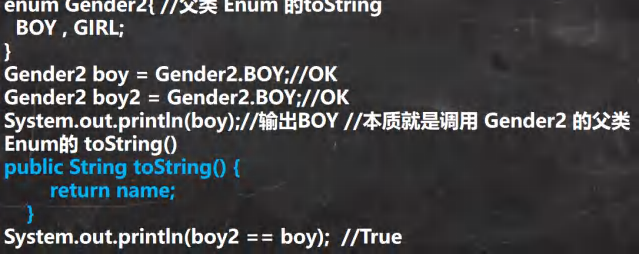 enum Gender2{ //父类 Enum 的toString
BOY , GIRL;
}
Gender2 boy = Gender2.BOY;//OK
Gender2 boy2 = Gender2.BOY;//OK
System.out.println(boy);//输出BOY //本质就是调用 Gender2 的父类
Enum的 toString()
public String toString() {
return name;
}
System.out.println(boy2 == boy); //True